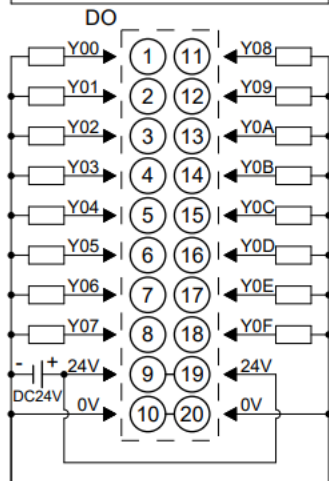 DO
Y00 1 11 Y08
Y01 2 12 Y09
Y02 3 13 Y0A
Y03 4 14 Y0B
Y04 5 15 Y0C
Y05 6 16 Y0D
Y06 7 17 Y0E
Y07 8 18 Y0F
- + 24V 9 19 24V
DC24V
0V 10 20 0V